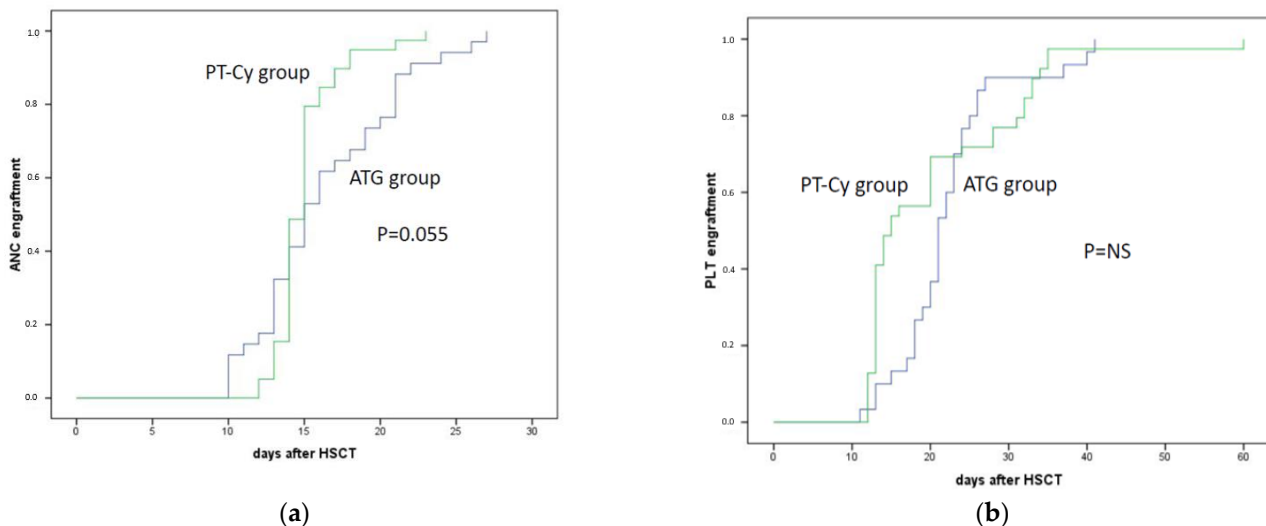 1.0
0.8
0.6
0.4
0.2
0.0
ANC engraftment
PT-Cy group
ATG group
P=0.055
0
5
10
15
20
25
30
days after HSCT
(a)
1.0
0.8
0.6
0.4
0.2
0.0
PLT engraftment
PT-Cy group
ATG group
P=NS
0
10
20
30
40
50
60
days after HSCT
(b)